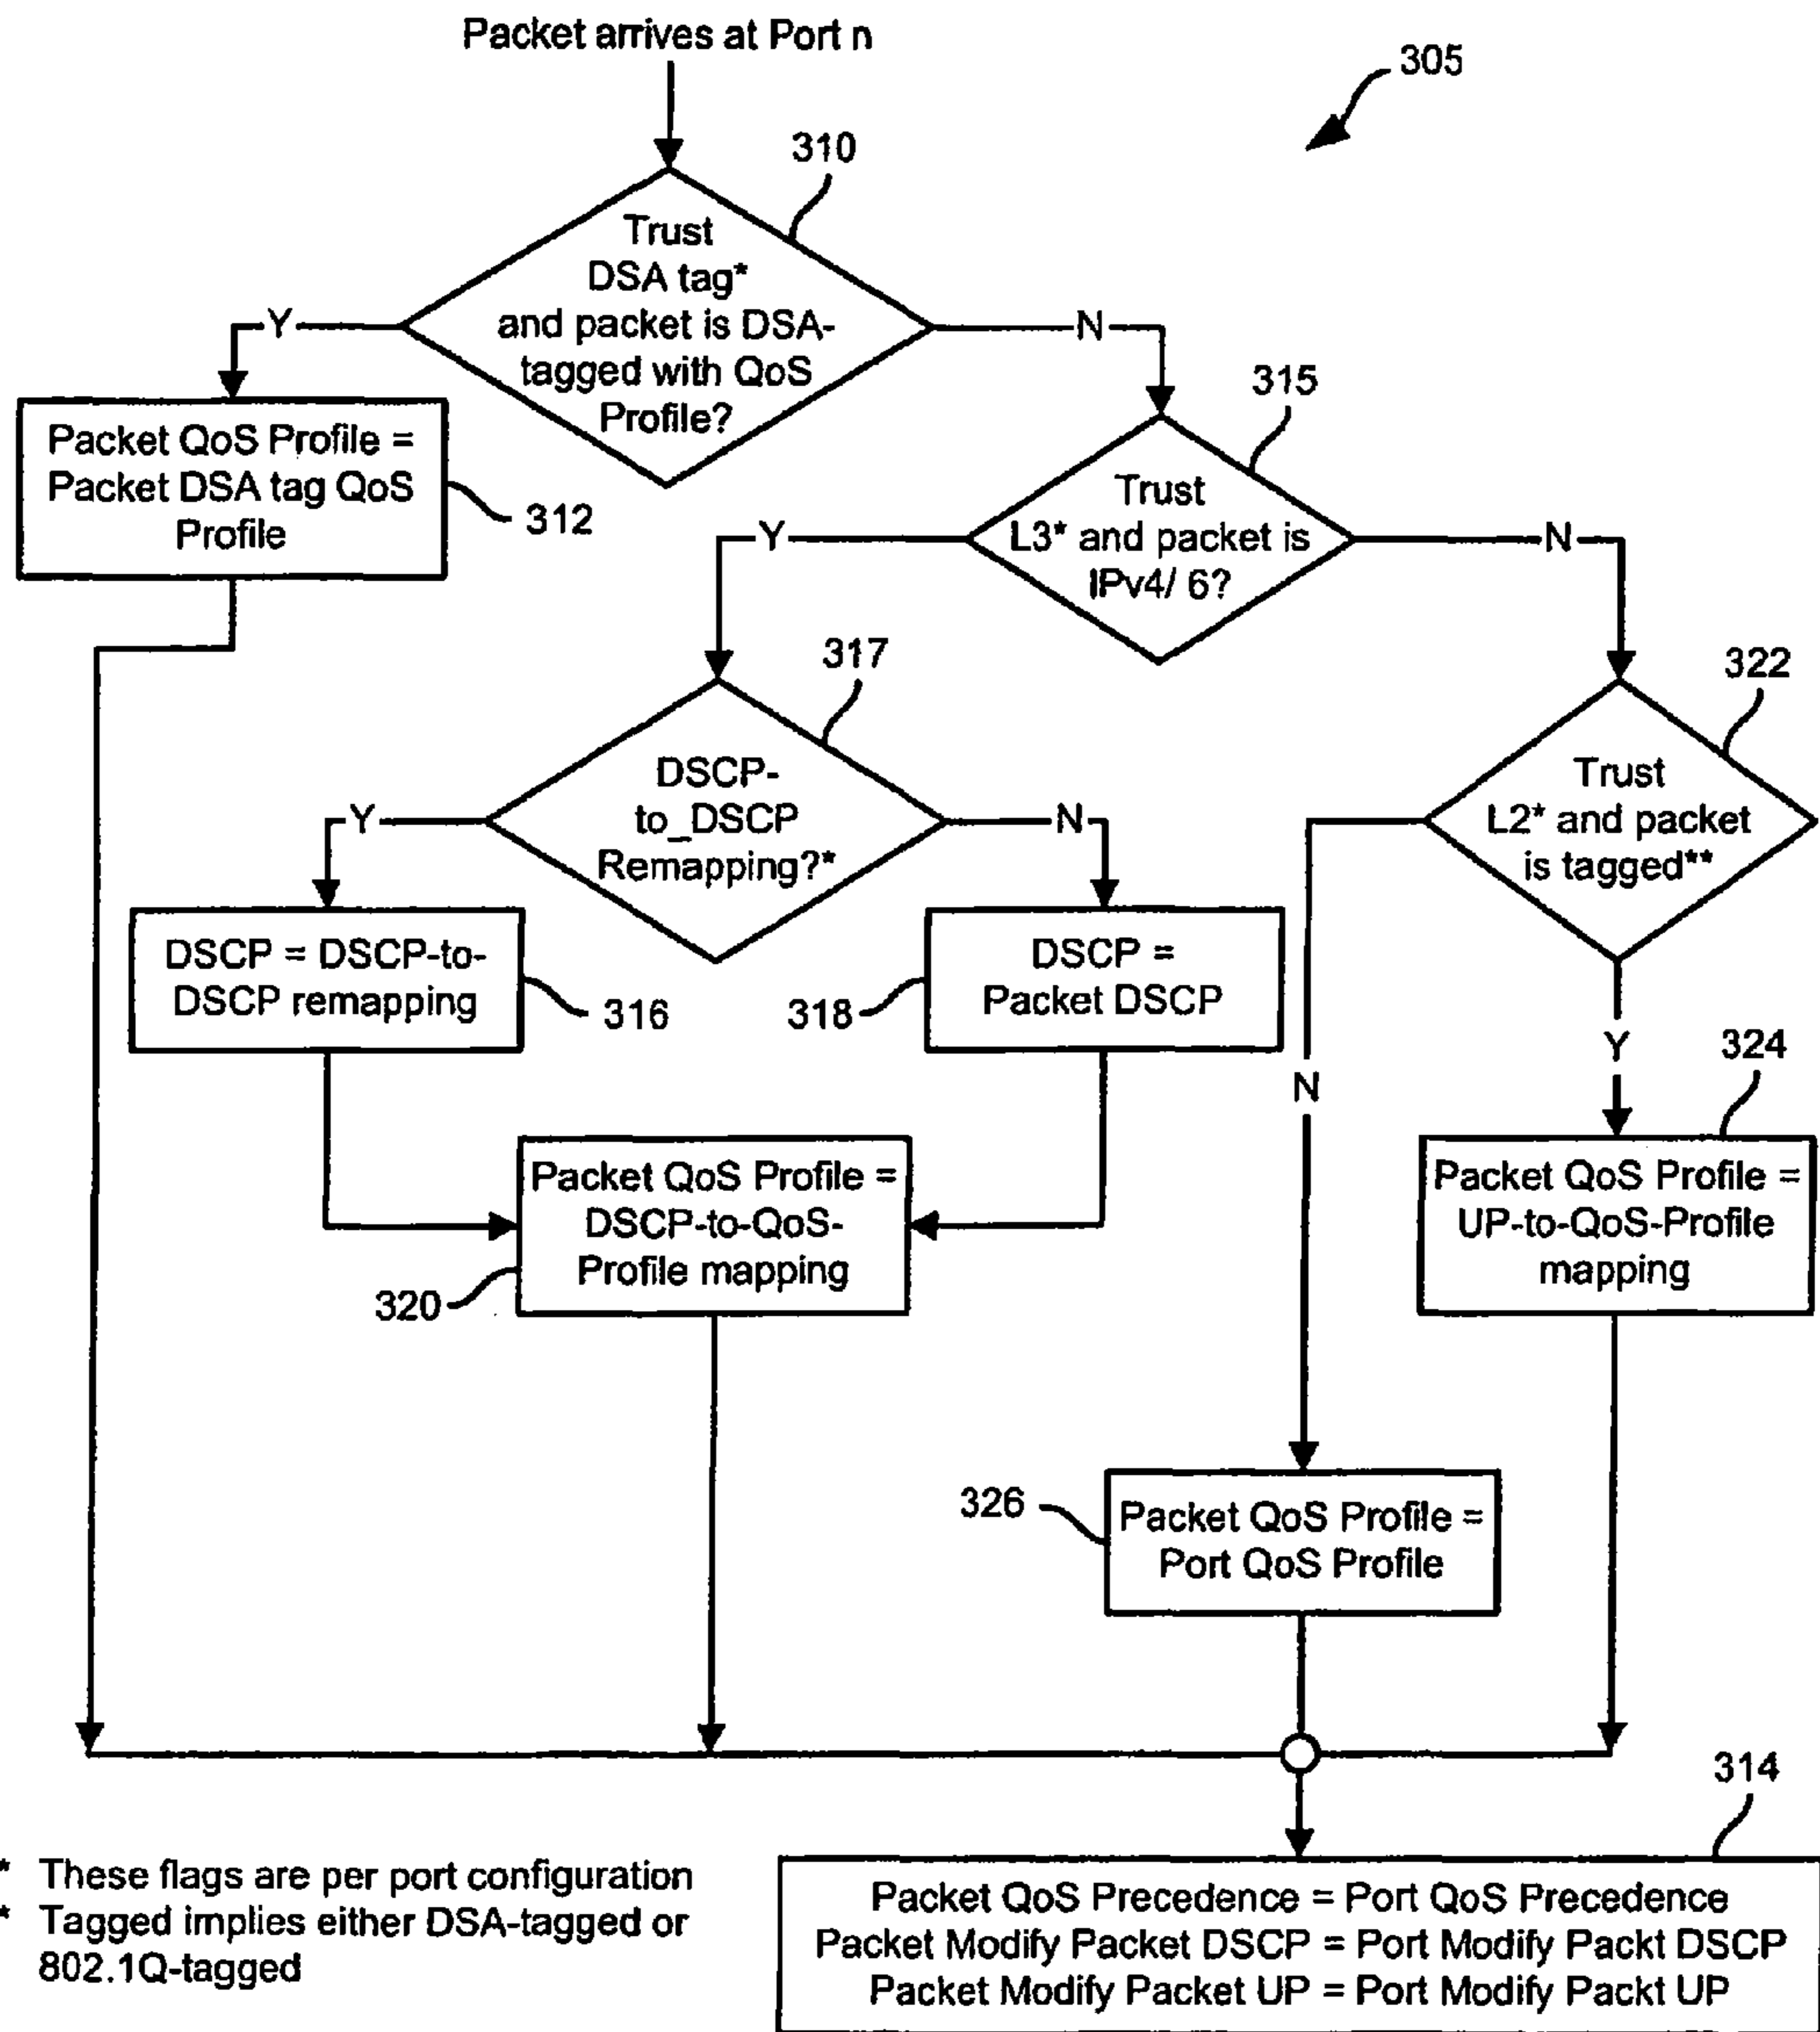 Packet arrives at Port n
305
310
Trust
DSA tag*
and packet is DSA-
tagged with QoS
Profile?
Y
N
Packet QoS Profile =
Packet DSA tag QoS
Profile
312
315
Trust
L3* and packet is
IPv4/ 6?
Y
N
317
DSCP-
to_DSCP
Remapping?*
Y
N
322
Trust
L2* and packet
is tagged**
DSCP = DSCP-to-
DSCP remapping
316
318
DSCP =
Packet DSCP
N
Y
324
Packet QoS Profile =
DSCP-to-QoS-
Profile mapping
320
Packet QoS Profile =
UP-to-QoS-Profile
mapping
326
Packet QoS Profile =
Port QoS Profile
314
Packet QoS Precedence = Port QoS Precedence
Packet Modify Packet DSCP = Port Modify Packt DSCP
Packet Modify Packet UP = Port Modify Packt UP
* These flags are per port configuration
* Tagged implies either DSA-tagged or
802.1Q-tagged